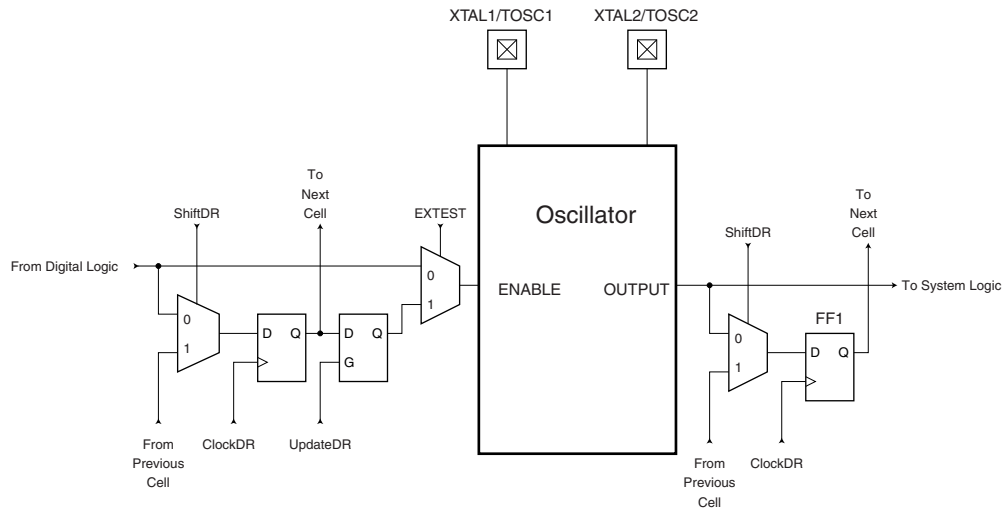 XTAL1/TOSC1
XTAL2/TOSC2
To
Next
Cell
ShiftDR
EXTEST
From Digital Logic
0
1
D Q
D Q
G
0
1
From
Previous
Cell
ClockDR
UpdateDR
Oscillator
ENABLE
OUTPUT
To
Next
Cell
ShiftDR
To System Logic
FF1
0
1
D Q
From
Previous
Cell
ClockDR